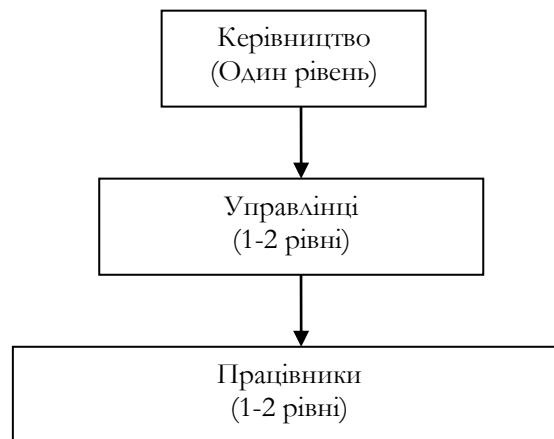 Керівництво
(Один рівень)
Управлінці
(1-2 рівні)
Працівники
(1-2 рівні)